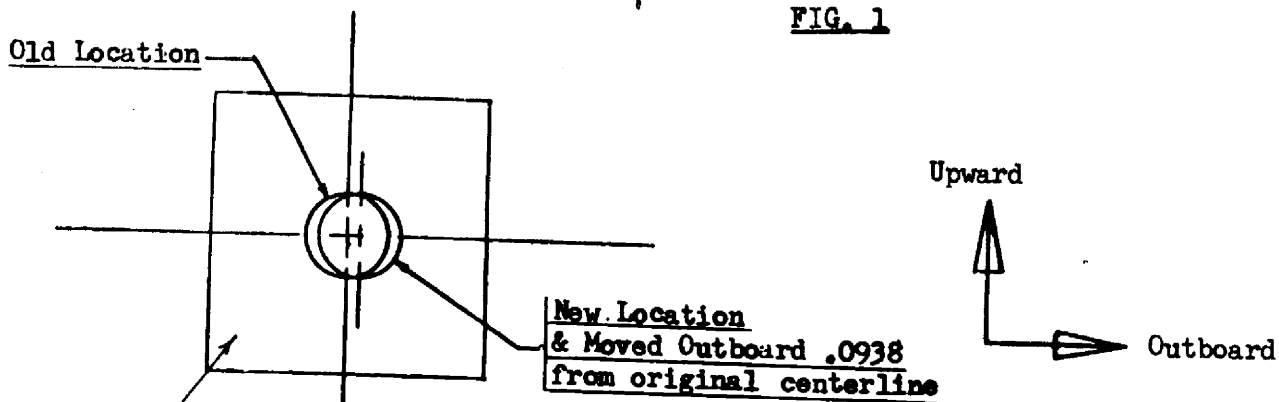 FIG. 1
Old Location
Upward
New Location
& Moved Outboard .0938
from original centerline
Outboard